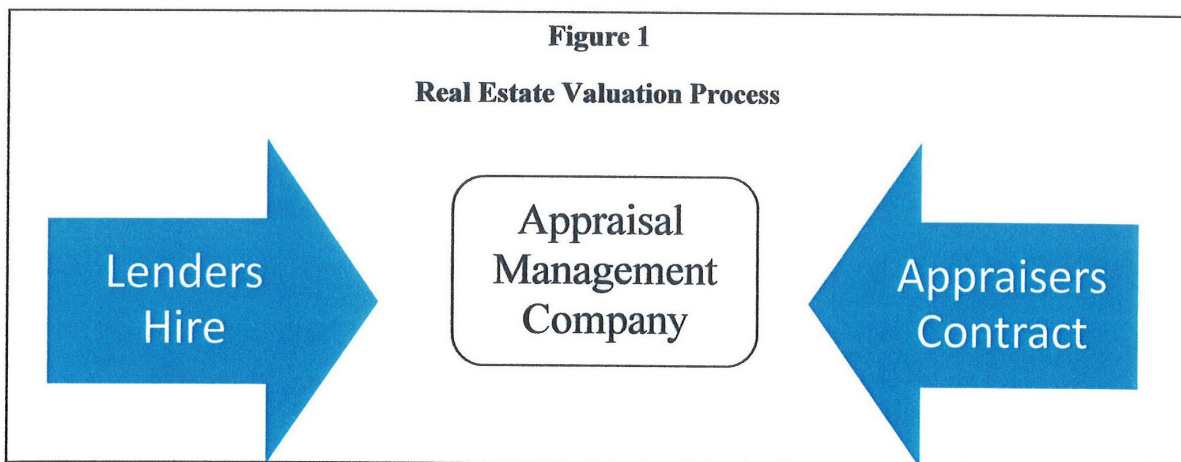 Figure 1
Real Estate Valuation Process
Lenders
Hire
Appraisal
Management
Company
Appraisers
Contract